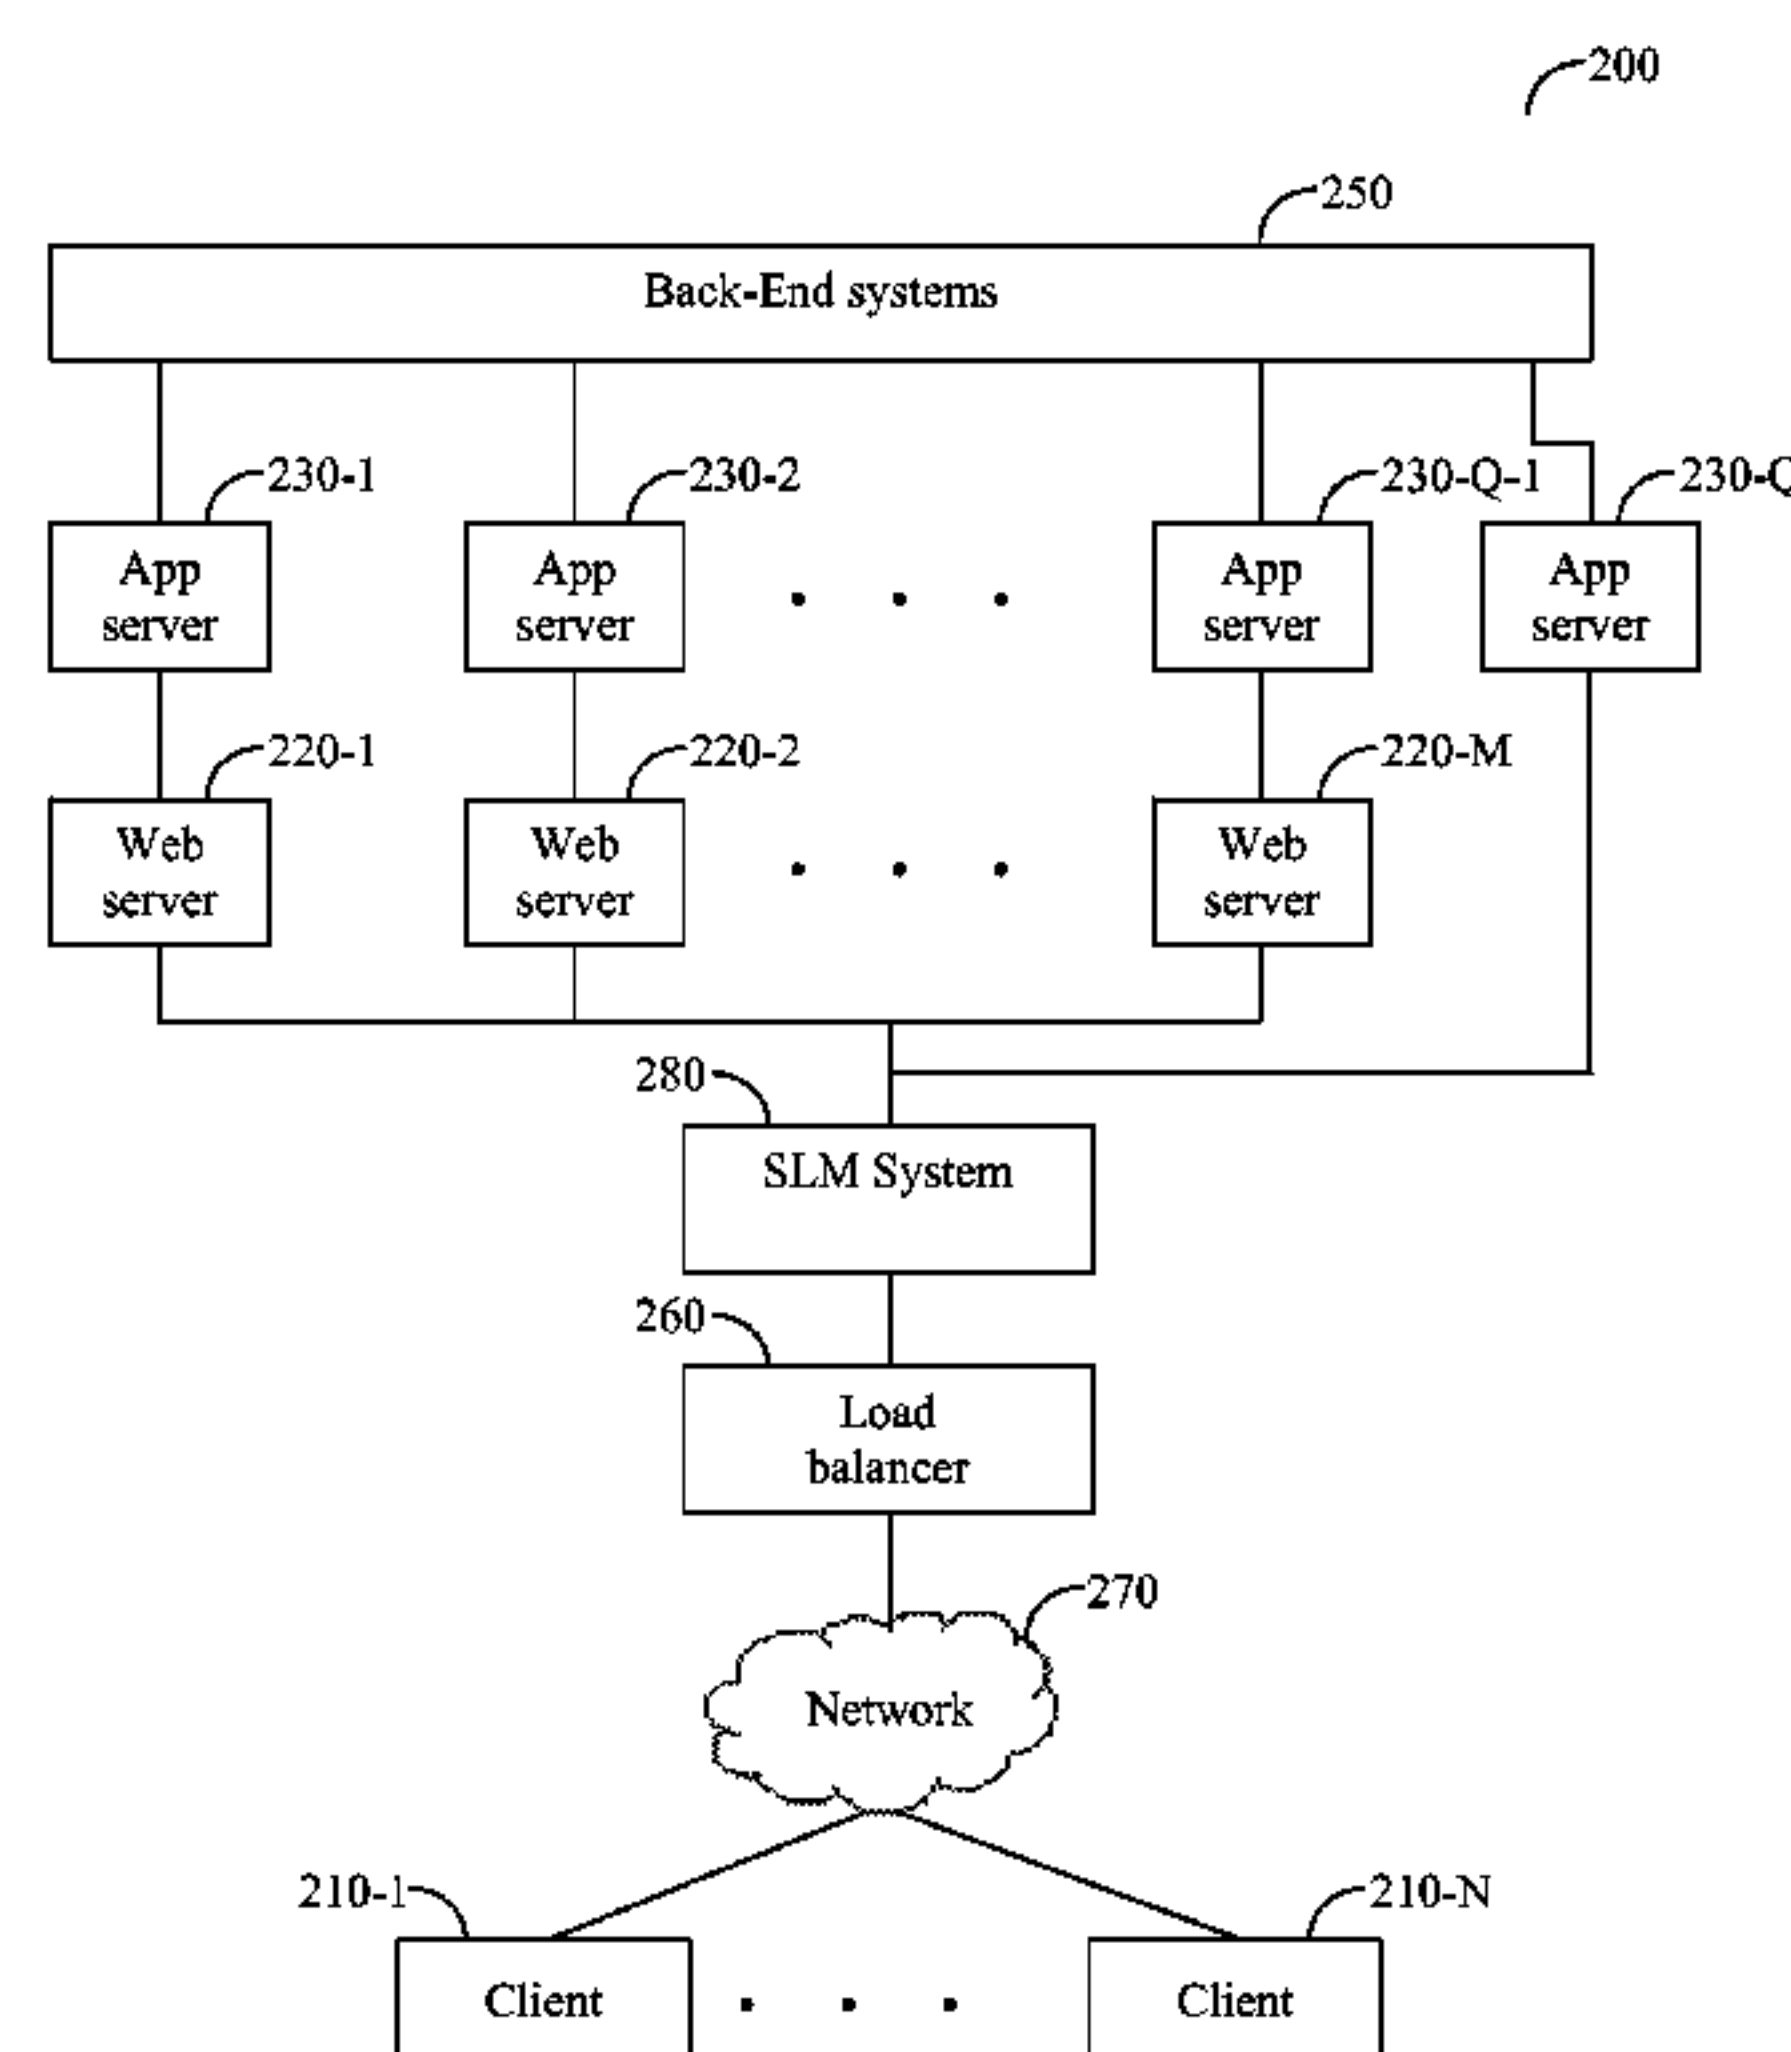 200
250
Back-End systems
230-1
230-2
230-Q-1
230-Q
App
server
App
server
App
server
App
server
220-1
220-2
220-M
Web
server
Web
server
Web
server
280
SLM System
260
Load
balancer
270
Network
210-1
210-N
Client
Client